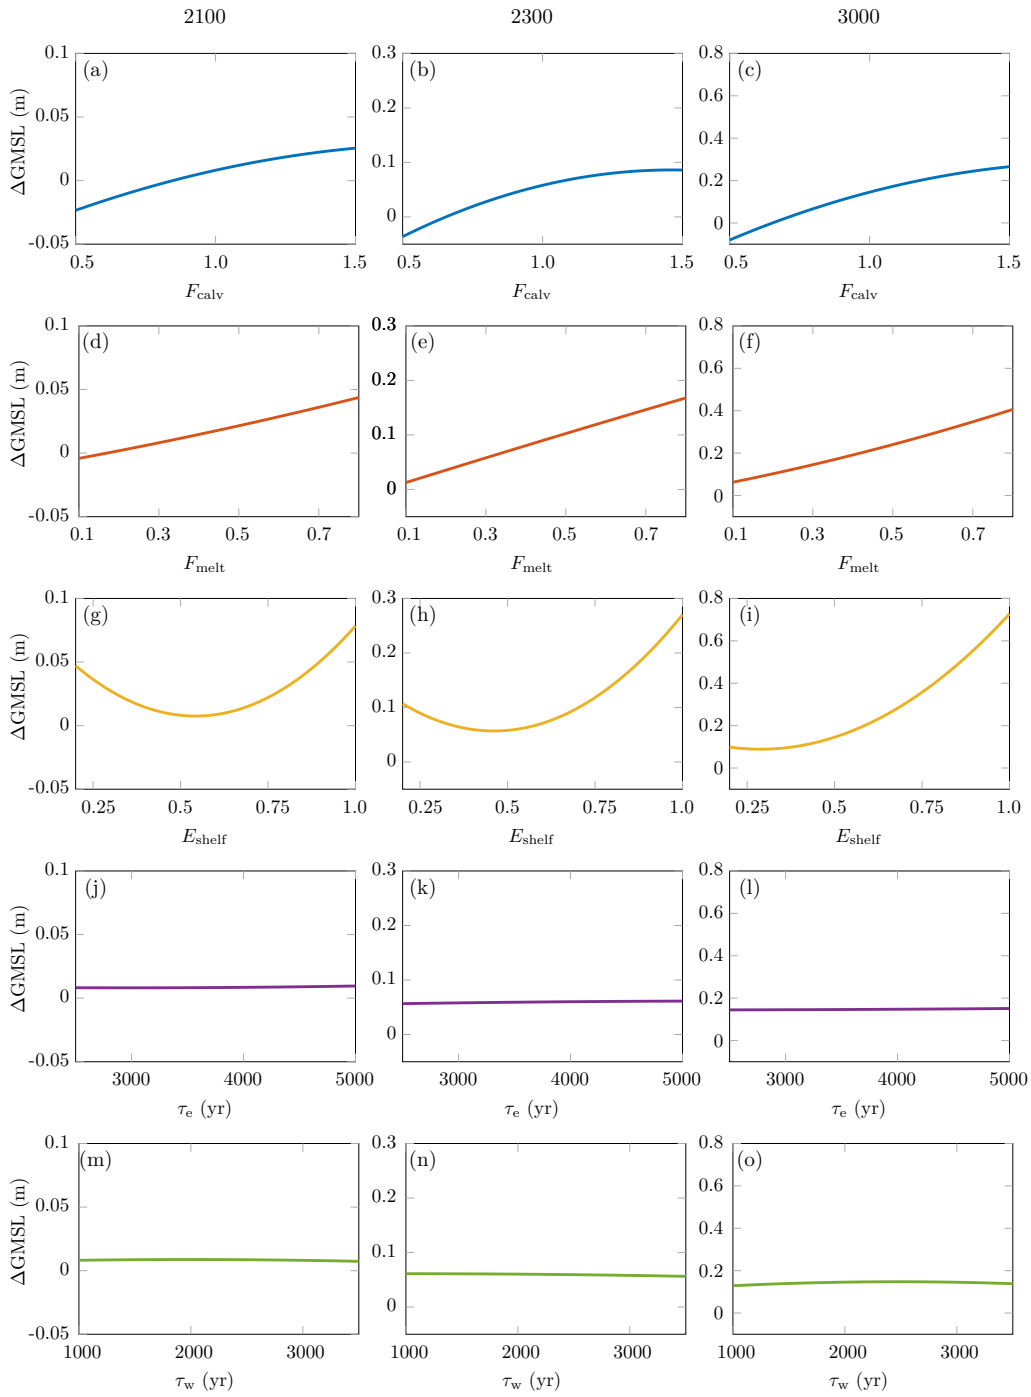 2100 2300 3000
(a) (b) (c)
0.1 0.3 0.8
0.05 0.2 0.6
0 0.1 0.4
-0.05 0 0.2
0
ΔGMSL (m)
0.5 1.0 1.5 0.5 1.0 1.5 0.5 1.0 1.5
F_calv F_calv F_calv
(d) (e) (f)
0.1 0.3 0.8
0.05 0.2 0.6
0 0.1 0.4
-0.05 0 0.2
0
ΔGMSL (m)
0.1 0.3 0.5 0.7 0.1 0.3 0.5 0.7 0.1 0.3 0.5 0.7
F_melt F_melt F_melt
(g) (h) (i)
0.1 0.3 0.8
0.05 0.2 0.6
0 0.1 0.4
-0.05 0 0.2
0
ΔGMSL (m)
0.25 0.5 0.75 1.0 0.25 0.5 0.75 1.0 0.25 0.5 0.75 1.0
E_shelf E_shelf E_shelf
(j) (k) (l)
0.1 0.3 0.8
0.05 0.2 0.6
0 0.1 0.4
-0.05 0 0.2
0
ΔGMSL (m)
3000 4000 5000 3000 4000 5000 3000 4000 5000
τ_e (yr) τ_e (yr) τ_e (yr)
(m) (n) (o)
0.1 0.3 0.8
0.05 0.2 0.6
0 0.1 0.4
-0.05 0 0.2
0
ΔGMSL (m)
1000 2000 3000 1000 2000 3000 1000 2000 3000
τ_w (yr) τ_w (yr) τ_w (yr)